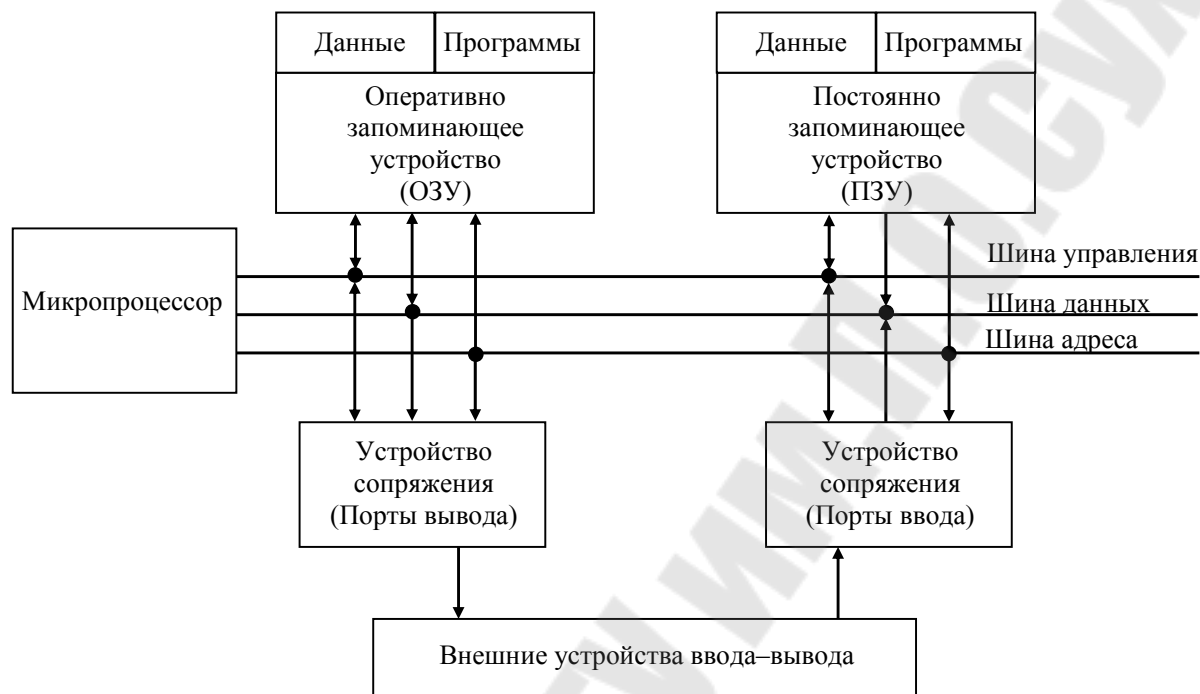 Данные
Программы
Оперативно
запоминающее
устройство
(ОЗУ)
Данные
Программы
Постоянно
запоминающее
устройство
(ПЗУ)
Микропроцессор
Шина управления
Шина данных
Шина адреса
Устройство
сопряжения
(Порты вывода)
Устройство
сопряжения
(Порты ввода)
Внешние устройства ввода–вывода